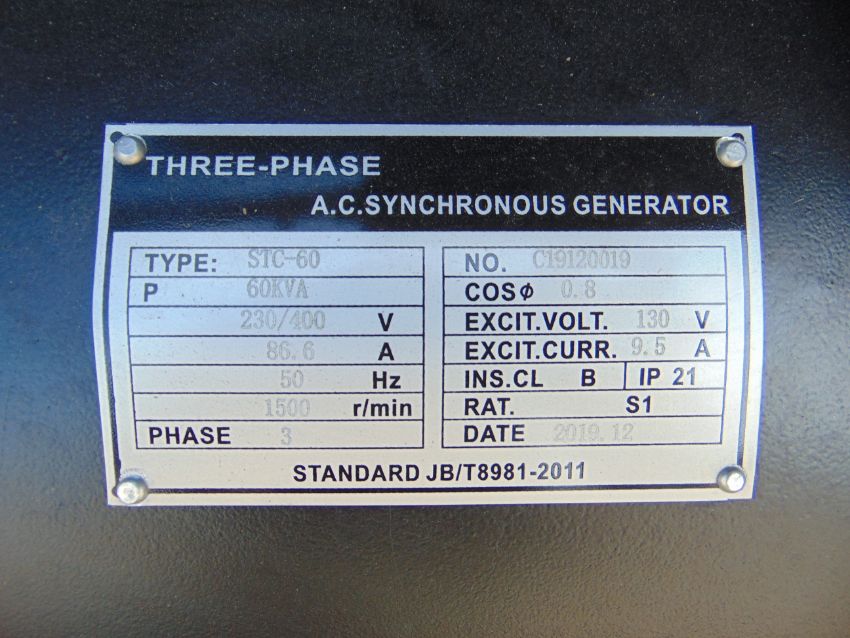 THREE-PHASE
A.C.SYNCHRONOUS GENERATOR
TYPE: STC-60
P 60KVA
230/400 V
86.6 A
50 Hz
1500 r/min
PHASE 3
NO. C19120019
COSϕ 0.8
EXCIT.VOLT. 130 V
EXCIT.CURR. 9.5 A
INS.CL B IP 21
RAT. S1
DATE 2019.12
STANDARD JB/T8981-2011